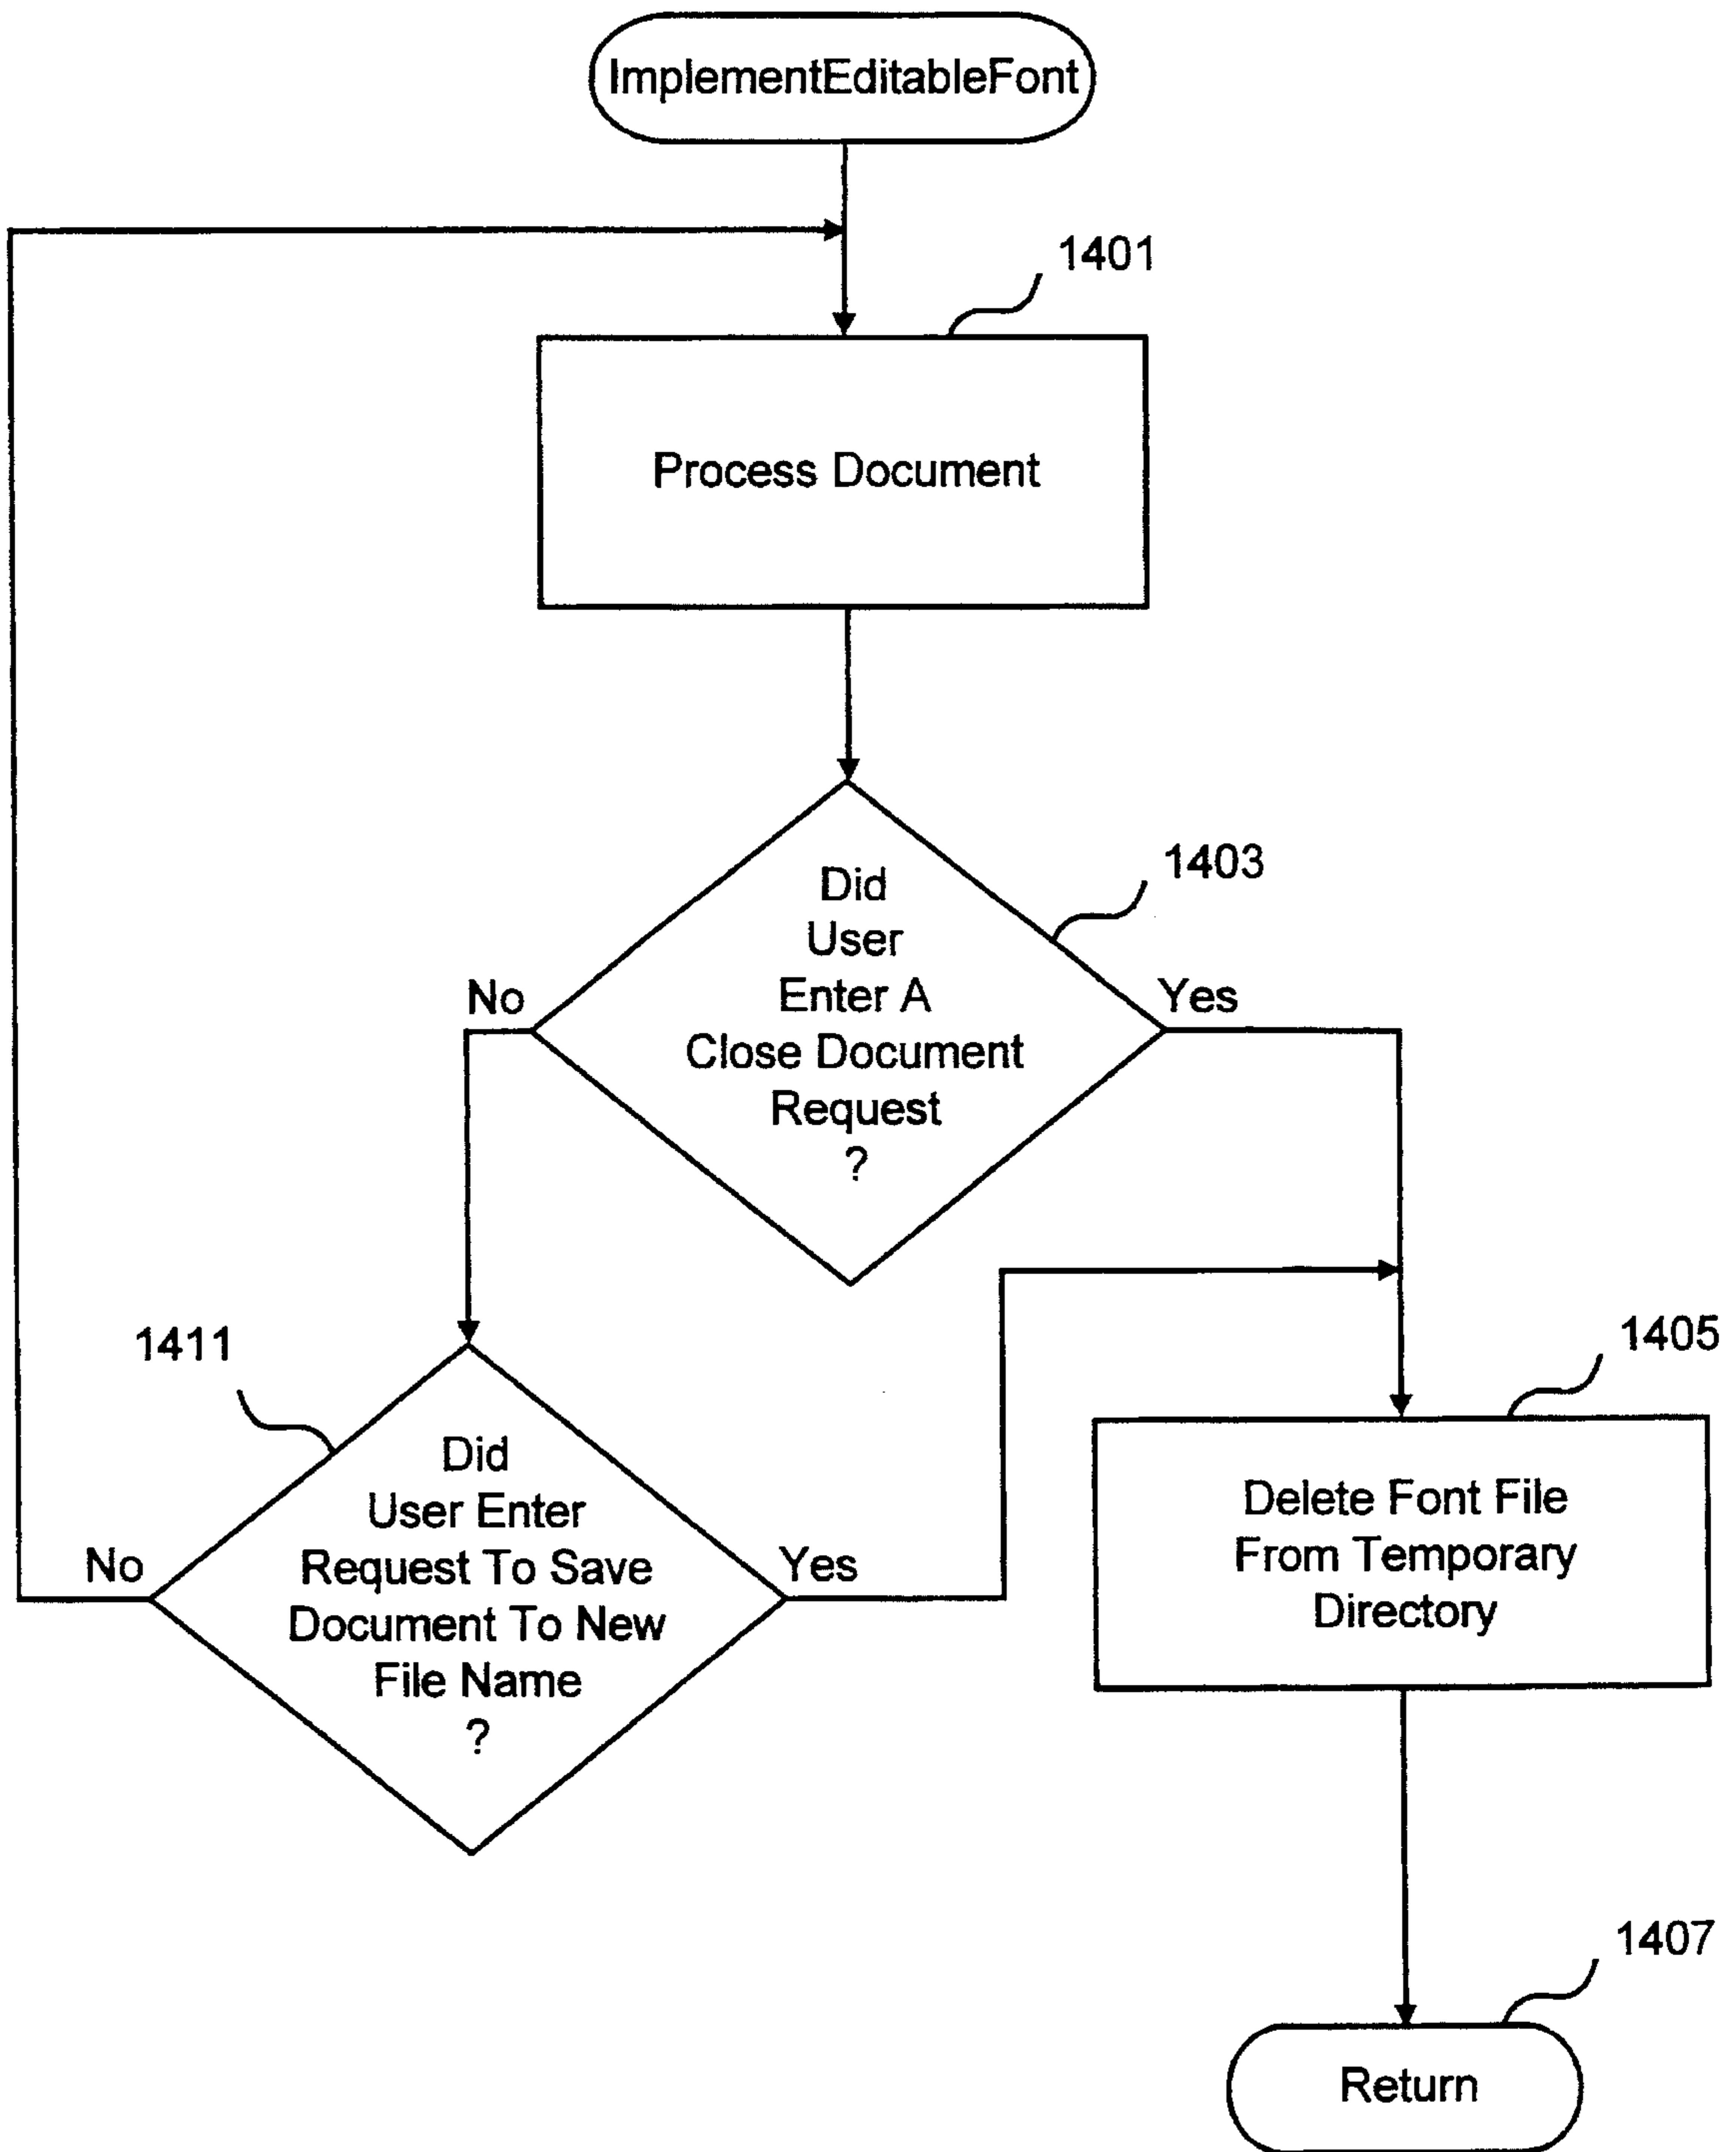 ImplementEditableFont
1401
Process Document
1403
Did
User
Enter A
Close Document
Request
?
No
Yes
1411
Did
User Enter
Request To Save
Document To New
File Name
?
No
Yes
1405
Delete Font File
From Temporary
Directory
1407
Return